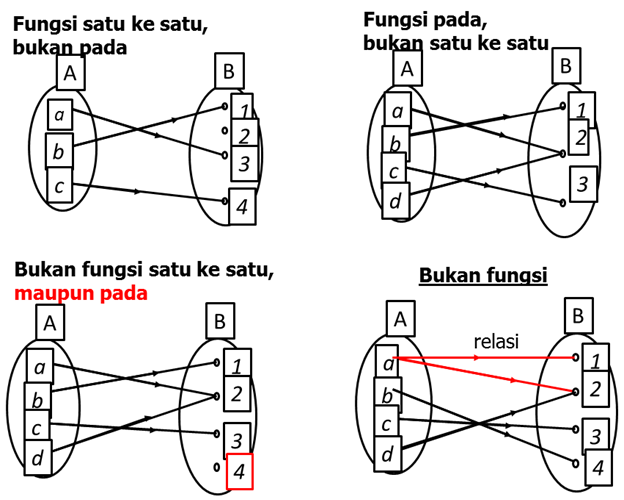 Fungsi satu ke satu,
bukan pada
A
B
a
b
c
1
2
3
4
Fungsi pada,
bukan satu ke satu
A
B
a
b
c
d
1
2
3
Bukan fungsi satu ke satu,
maupun pada
A
B
a
b
c
d
1
2
3
4
Bukan fungsi
A
B
relasi
a
b
c
d
1
2
3
4